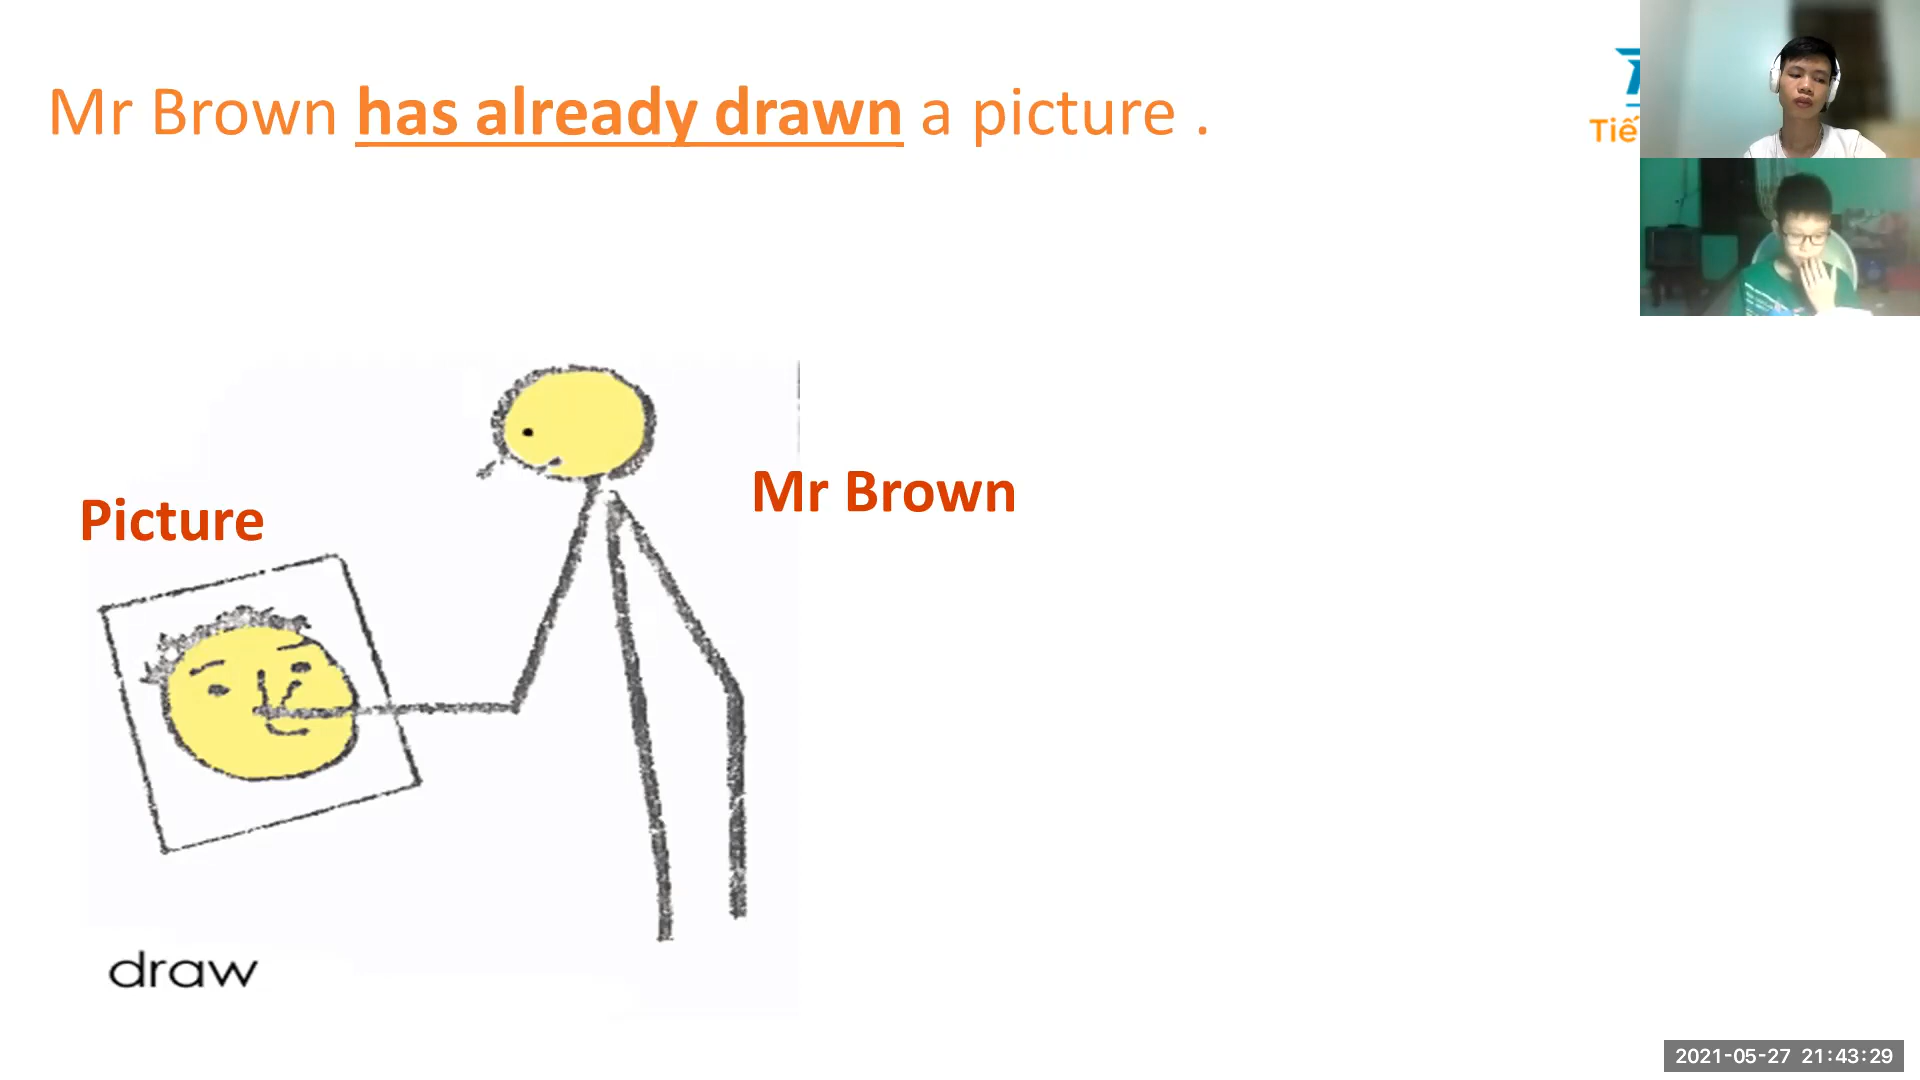 Mr Brown has already drawn a picture .
Tiế
Picture
Mr Brown
draw
2021-05-27 21:43:29